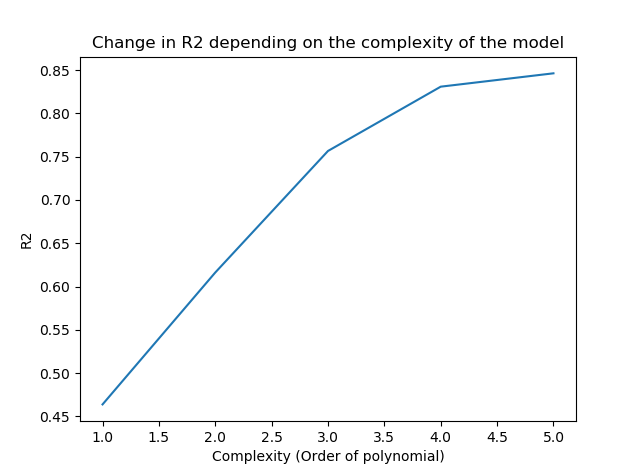 Change in R2 depending on the complexity of the model
0.85
0.80
0.75
0.70
0.65
0.60
0.55
0.50
0.45
R2
1.0 1.5 2.0 2.5 3.0 3.5 4.0 4.5 5.0
Complexity (Order of polynomial)